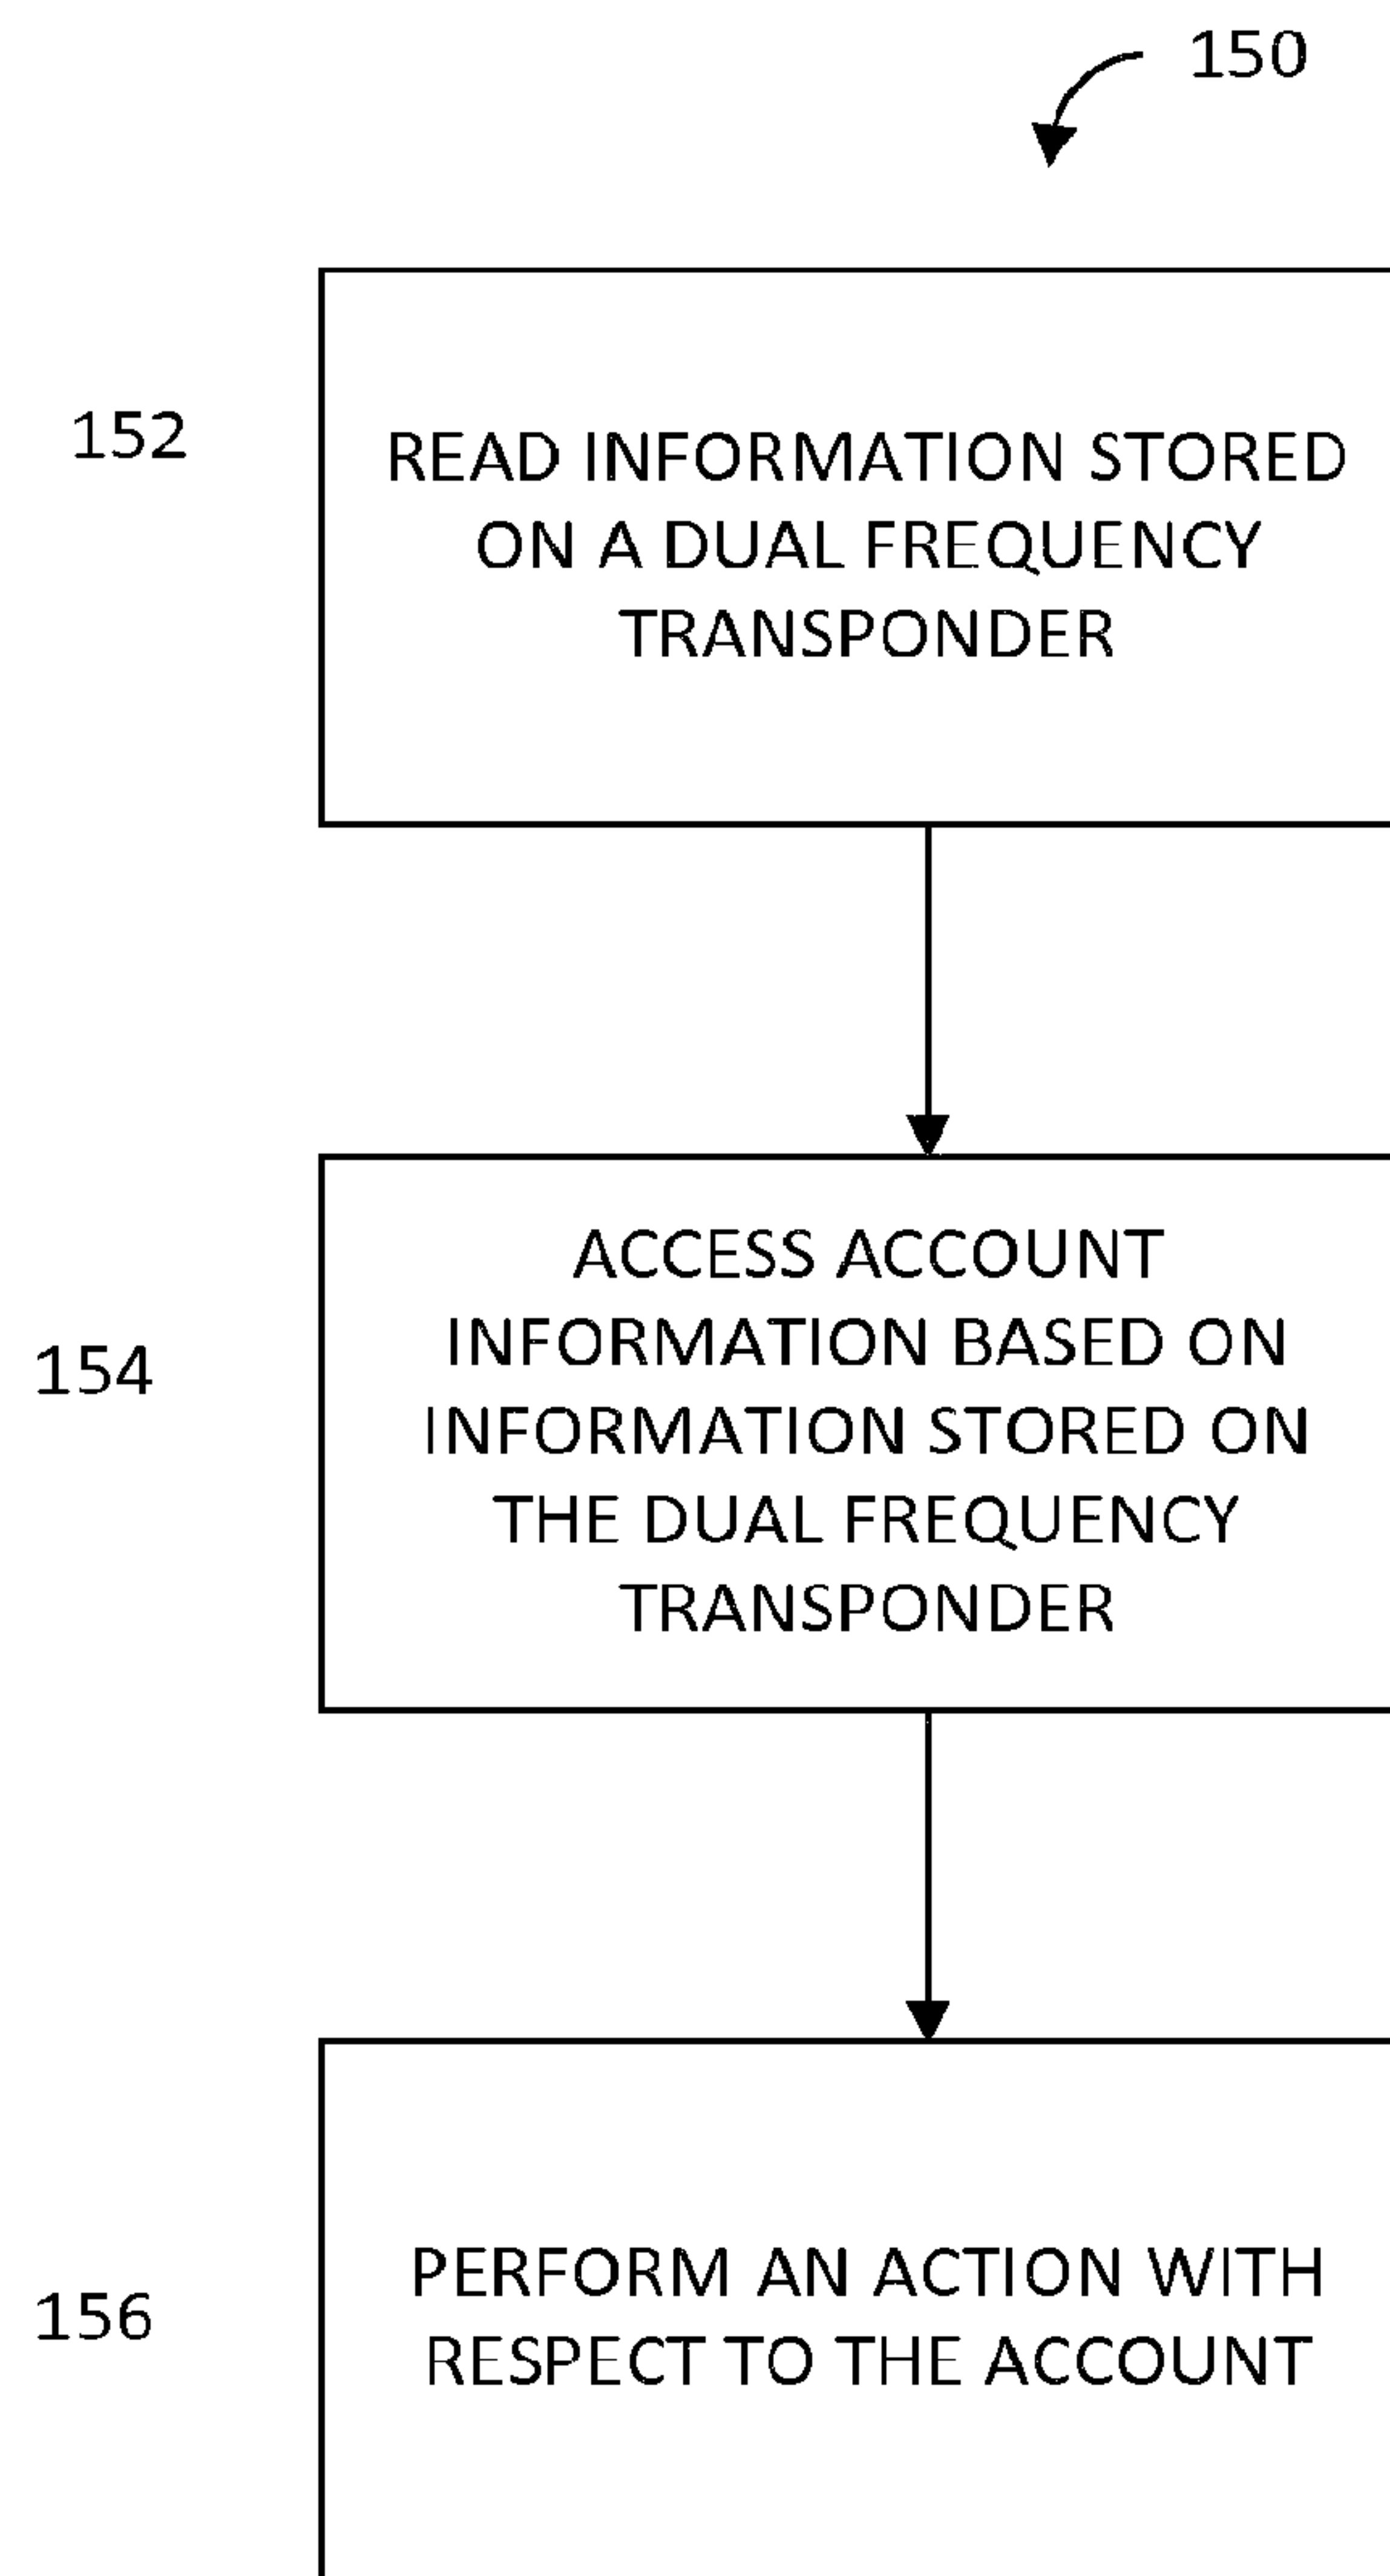 150
152
READ INFORMATION STORED
ON A DUAL FREQUENCY
TRANSPONDER
154
ACCESS ACCOUNT
INFORMATION BASED ON
INFORMATION STORED ON
THE DUAL FREQUENCY
TRANSPONDER
156
PERFORM AN ACTION WITH
RESPECT TO THE ACCOUNT